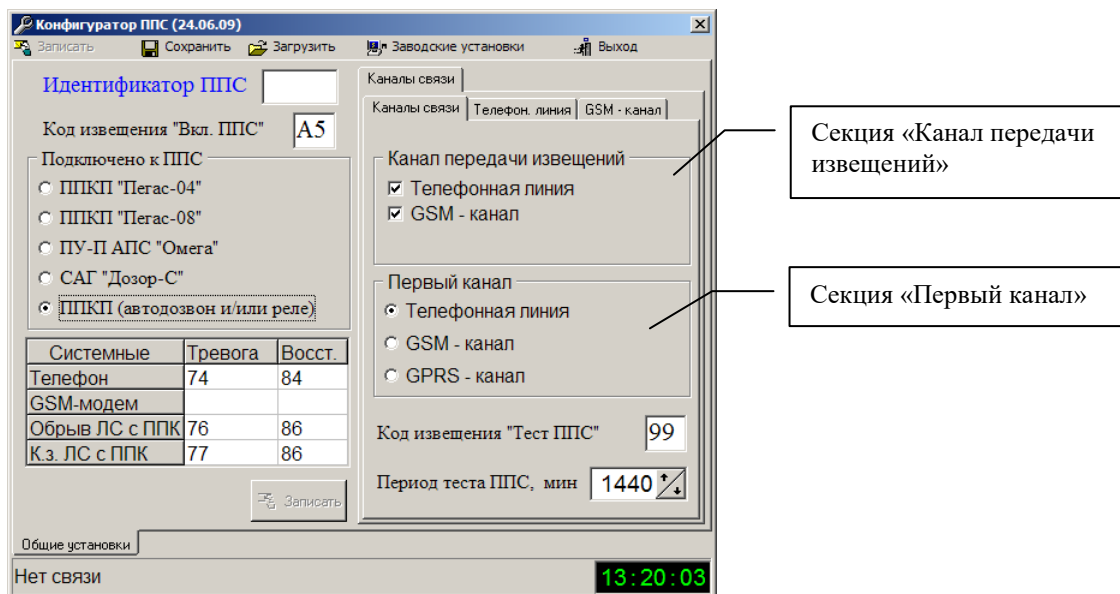 Конфигуратор ППС (24.06.09)
Записать Сохранить Загрузить Заводские установки Выход
Идентификатор ППС
Код извещения "Вкл. ППС" A5
Подключено к ППС
ППКП "Пегас-04"
ППКП "Пегас-08"
ПУ-П АПС "Омега"
САГ "Дозор-С"
ППКП (автодозвон и/или реле)
Системные Тревога Восст.
Телефон 74 84
GSM-модем
Обрыв ЛС с ППК 76 86
К.з. ЛС с ППК 77 86
Записать
Общие установки
Нет связи
Каналы связи
Каналы связи Телефон. линия GSM - канал
Канал передачи извещений
Телефонная линия
GSM - канал
Первый канал
Телефонная линия
GSM - канал
GPRS - канал
Код извещения "Тест ППС" 99
Период теста ППС, мин 1440
13:20:03
Секция «Канал передачи
извещений»
Секция «Первый канал»